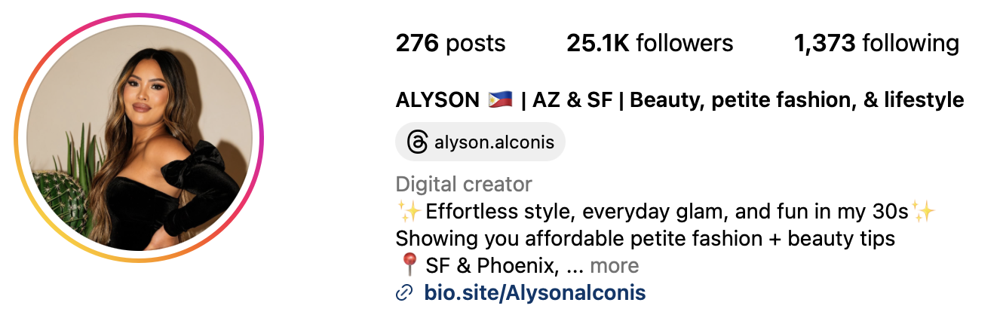 276 posts 25.1K followers 1,373 following
ALYSON 🇵🇭 | AZ & SF | Beauty, petite fashion, & lifestyle
alyson.alconis
Digital creator
✨Effortless style, everyday glam, and fun in my 30s✨
Showing you affordable petite fashion + beauty tips
📍SF & Phoenix, ... more
bio.site/Alysonalconis